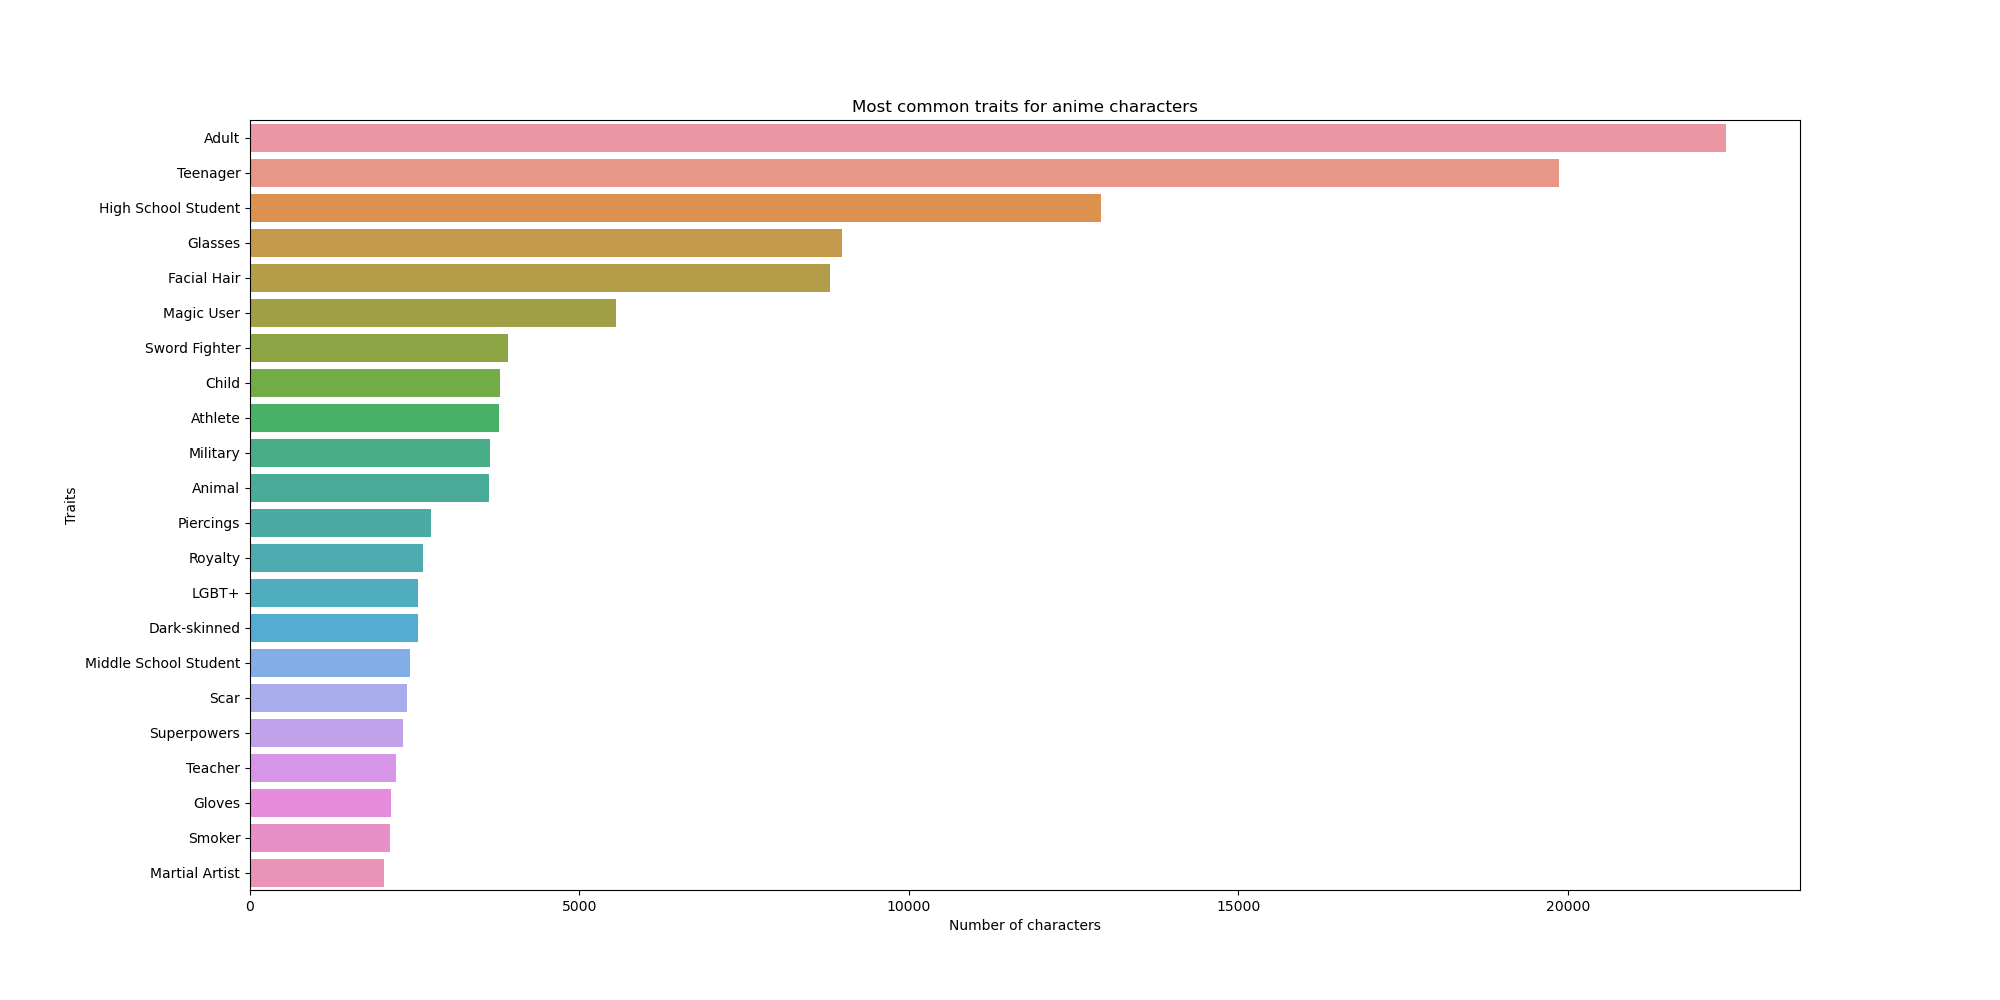 Most common traits for anime characters
Traits
Adult
Teenager
High School Student
Glasses
Facial Hair
Magic User
Sword Fighter
Child
Athlete
Military
Animal
Piercings
Royalty
LGBT+
Dark-skinned
Middle School Student
Scar
Superpowers
Teacher
Gloves
Smoker
Martial Artist
0 5000 10000 15000 20000
Number of characters